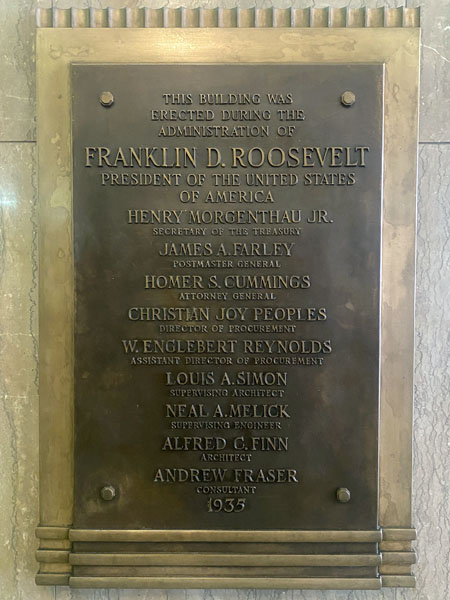 THIS BUILDING WAS
ERECTED DURING THE
ADMINISTRATION OF
FRANKLIN D. ROOSEVELT
PRESIDENT OF THE UNITED STATES
OF AMERICA
HENRY MORGENTHAU JR.
SECRETARY OF THE TREASURY
JAMES A. FARLEY
POSTMASTER GENERAL
HOMER S. CUMMINGS
ATTORNEY GENERAL
CHRISTIAN JOY PEOPLES
DIRECTOR OF PROCUREMENT
W. ENGLEBERT REYNOLDS
ASSISTANT DIRECTOR OF PROCUREMENT
LOUIS A. SIMON
SUPERVISING ARCHITECT
NEAL A. MELICK
SUPERVISING ENGINEER
ALFRED C. FINN
ARCHITECT
ANDREW FRASER
CONSULTANT
1935